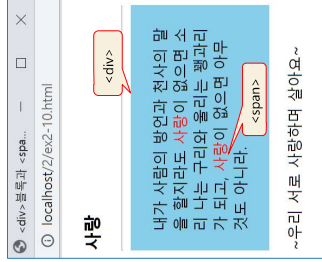 <div>블록과 <spa...
localhost/2/ex2-10.html
사랑
<div>
내가 사람의 방언과 천사의 말
을 할지라도 사랑이 없으면 소
리 나는 구리와 울리는 꽹과리
가 되고, 사랑이 없으면 아무
것도 아니라.
<span>
~우리 서로 사랑하며 살아요~